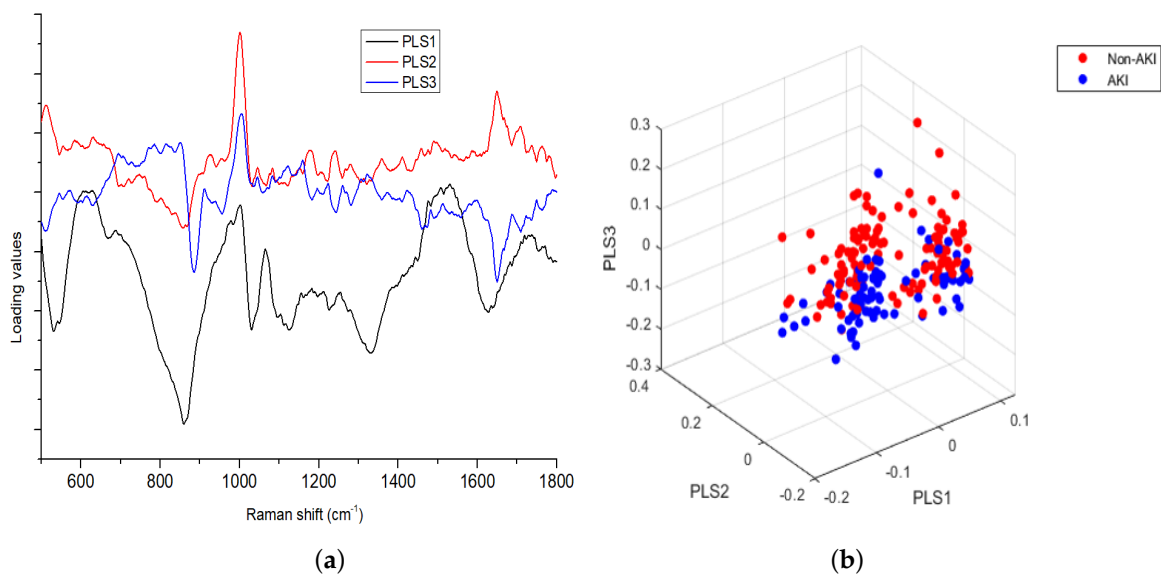 PLS1
PLS2
PLS3
Loading values
600 800 1000 1200 1400 1600 1800
Raman shift (cm⁻¹)
(a)
Non-AKI
AKI
0.3
0.2
0.1
0
-0.1
-0.2
-0.3
PLS3
0.4
0.2
0
-0.2
PLS2
-0.2
-0.1
0
0.1
PLS1
(b)